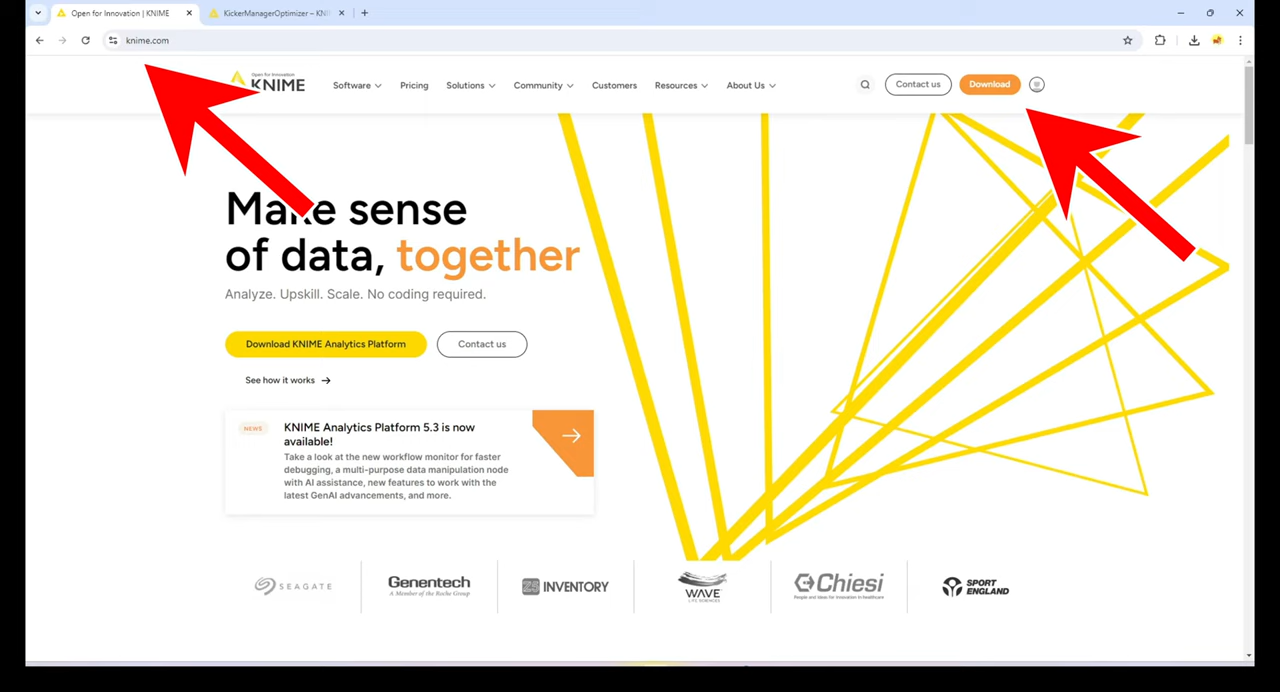 Open for Innovation | KNIME
KickerManagerOptimizer – KNI
knime.com
Open for Innovation
KNIME
Software
Pricing
Solutions
Community
Customers
Resources
About Us
Contact us
Download
Make sense
of data, together
Analyze. Upskill. Scale. No coding required.
Download KNIME Analytics Platform
Contact us
See how it works
NEWS
KNIME Analytics Platform 5.3 is now
available!
Take a look at the new workflow monitor for faster
debugging, a multi-purpose data manipulation node
with AI assistance, new features to work with the
latest GenAI advancements, and more.
SEAGATE
Genentech
A Member of the Roche Group
INVENTORY
WAVE
LIFE SCIENCES
Chiesi
People and ideas for innovation in healthcare
SPORT
ENGLAND